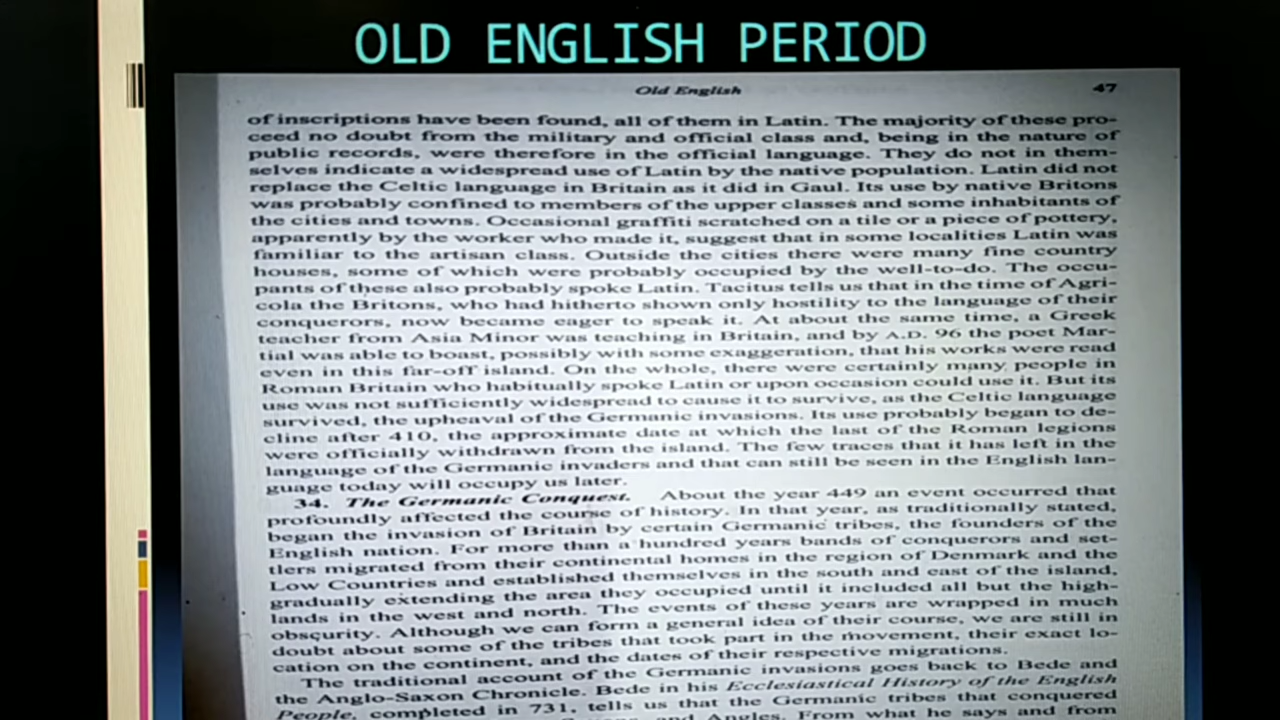 OLD ENGLISH PERIOD
Old English 47
of inscriptions have been found, all of them in Latin. The majority of these pro-
ceed no doubt from the military and official class and, being in the nature of
public records, were therefore in the official language. They do not in them-
selves indicate a widespread use of Latin by the native population. Latin did not
replace the Celtic language in Britain as it did in Gaul. Its use by native Britons
was probably confined to members of the upper classes and some inhabitants of
the cities and towns. Occasional graffiti scratched on a tile or a piece of pottery,
apparently by the worker who made it, suggest that in some localities Latin was
familiar to the artisan class. Outside the cities there were many fine country
houses, some of which were probably occupied by the well-to-do. The occu-
pants of these also probably spoke Latin. Tacitus tells us that in the time of Agri-
cola the Britons, who had hitherto shown only hostility to the language of their
conquerors, now became eager to speak it. At about the same time, a Greek
teacher from Asia Minor was teaching in Britain, and by A.D. 96 the poet Mar-
tial was able to boast, possibly with some exaggeration, that his works were read
even in this far-off island. On the whole, there were certainly many people in
Roman Britain who habitually spoke Latin or upon occasion could use it. But its
use was not sufficiently widespread to cause it to survive, as the Celtic language
survived, the upheaval of the Germanic invasions. Its use probably began to de-
cline after 410, the approximate date at which the last of the Roman legions
were officially withdrawn from the island. The few traces that it has left in the
language of the Germanic invaders and that can still be seen in the English lan-
guage today will occupy us later.
34. The Germanic Conquest. About the year 449 an event occurred that
profoundly affected the course of history. In that year, as traditionally stated,
began the invasion of Britain by certain Germanic tribes, the founders of the
English nation. For more than a hundred years bands of conquerors and set-
tlers migrated from their continental homes in the region of Denmark and the
Low Countries and established themselves in the south and east of the island,
gradually extending the area they occupied until it included all but the high-
lands in the west and north. The events of these years are wrapped in much
obscurity. Although we can form a general idea of their course, we are still in
doubt about some of the tribes that took part in the movement, their exact lo-
cation on the continent, and the dates of their respective migrations.
The traditional account of the Germanic invasions goes back to Bede and
the Anglo-Saxon Chronicle. Bede in his Ecclesiastical History of the English
People, completed in 731, tells us that the Germanic tribes that conquered
and Angles. From what he says and from